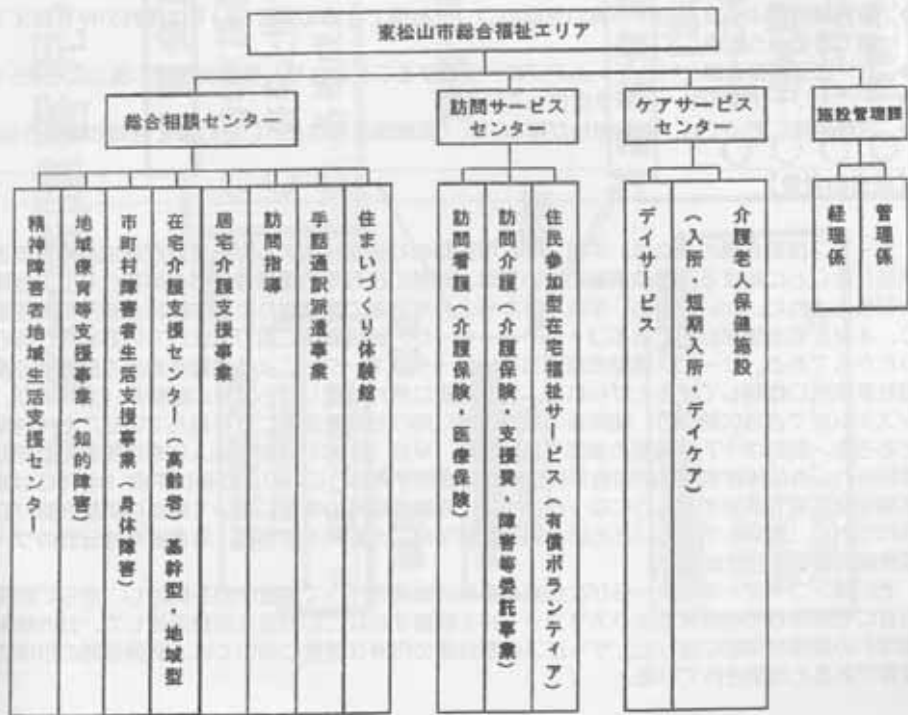 東松山市総合福祉エリア
総合相談センター
訪問サービス
センター
ケアサービス
センター
施設管理課
住まいづくり体験館
手話通訳派遣事業
訪問指導
居宅介護支援事業
在宅介護支援センター（高齢者）基幹型・地域型
市町村障害者生活支援事業（身体障害）
地域療育等支援事業（知的障害）
精神障害者地域生活支援センター
住民参加型在宅福祉サービス（有償ボランティア）
訪問介護（介護保険・支援費・障害等委託事業）
訪問看護（介護保険・医療保険）
介護老人保健施設
（入所・短期入所・デイケア）
デイサービス
管理係
経理係